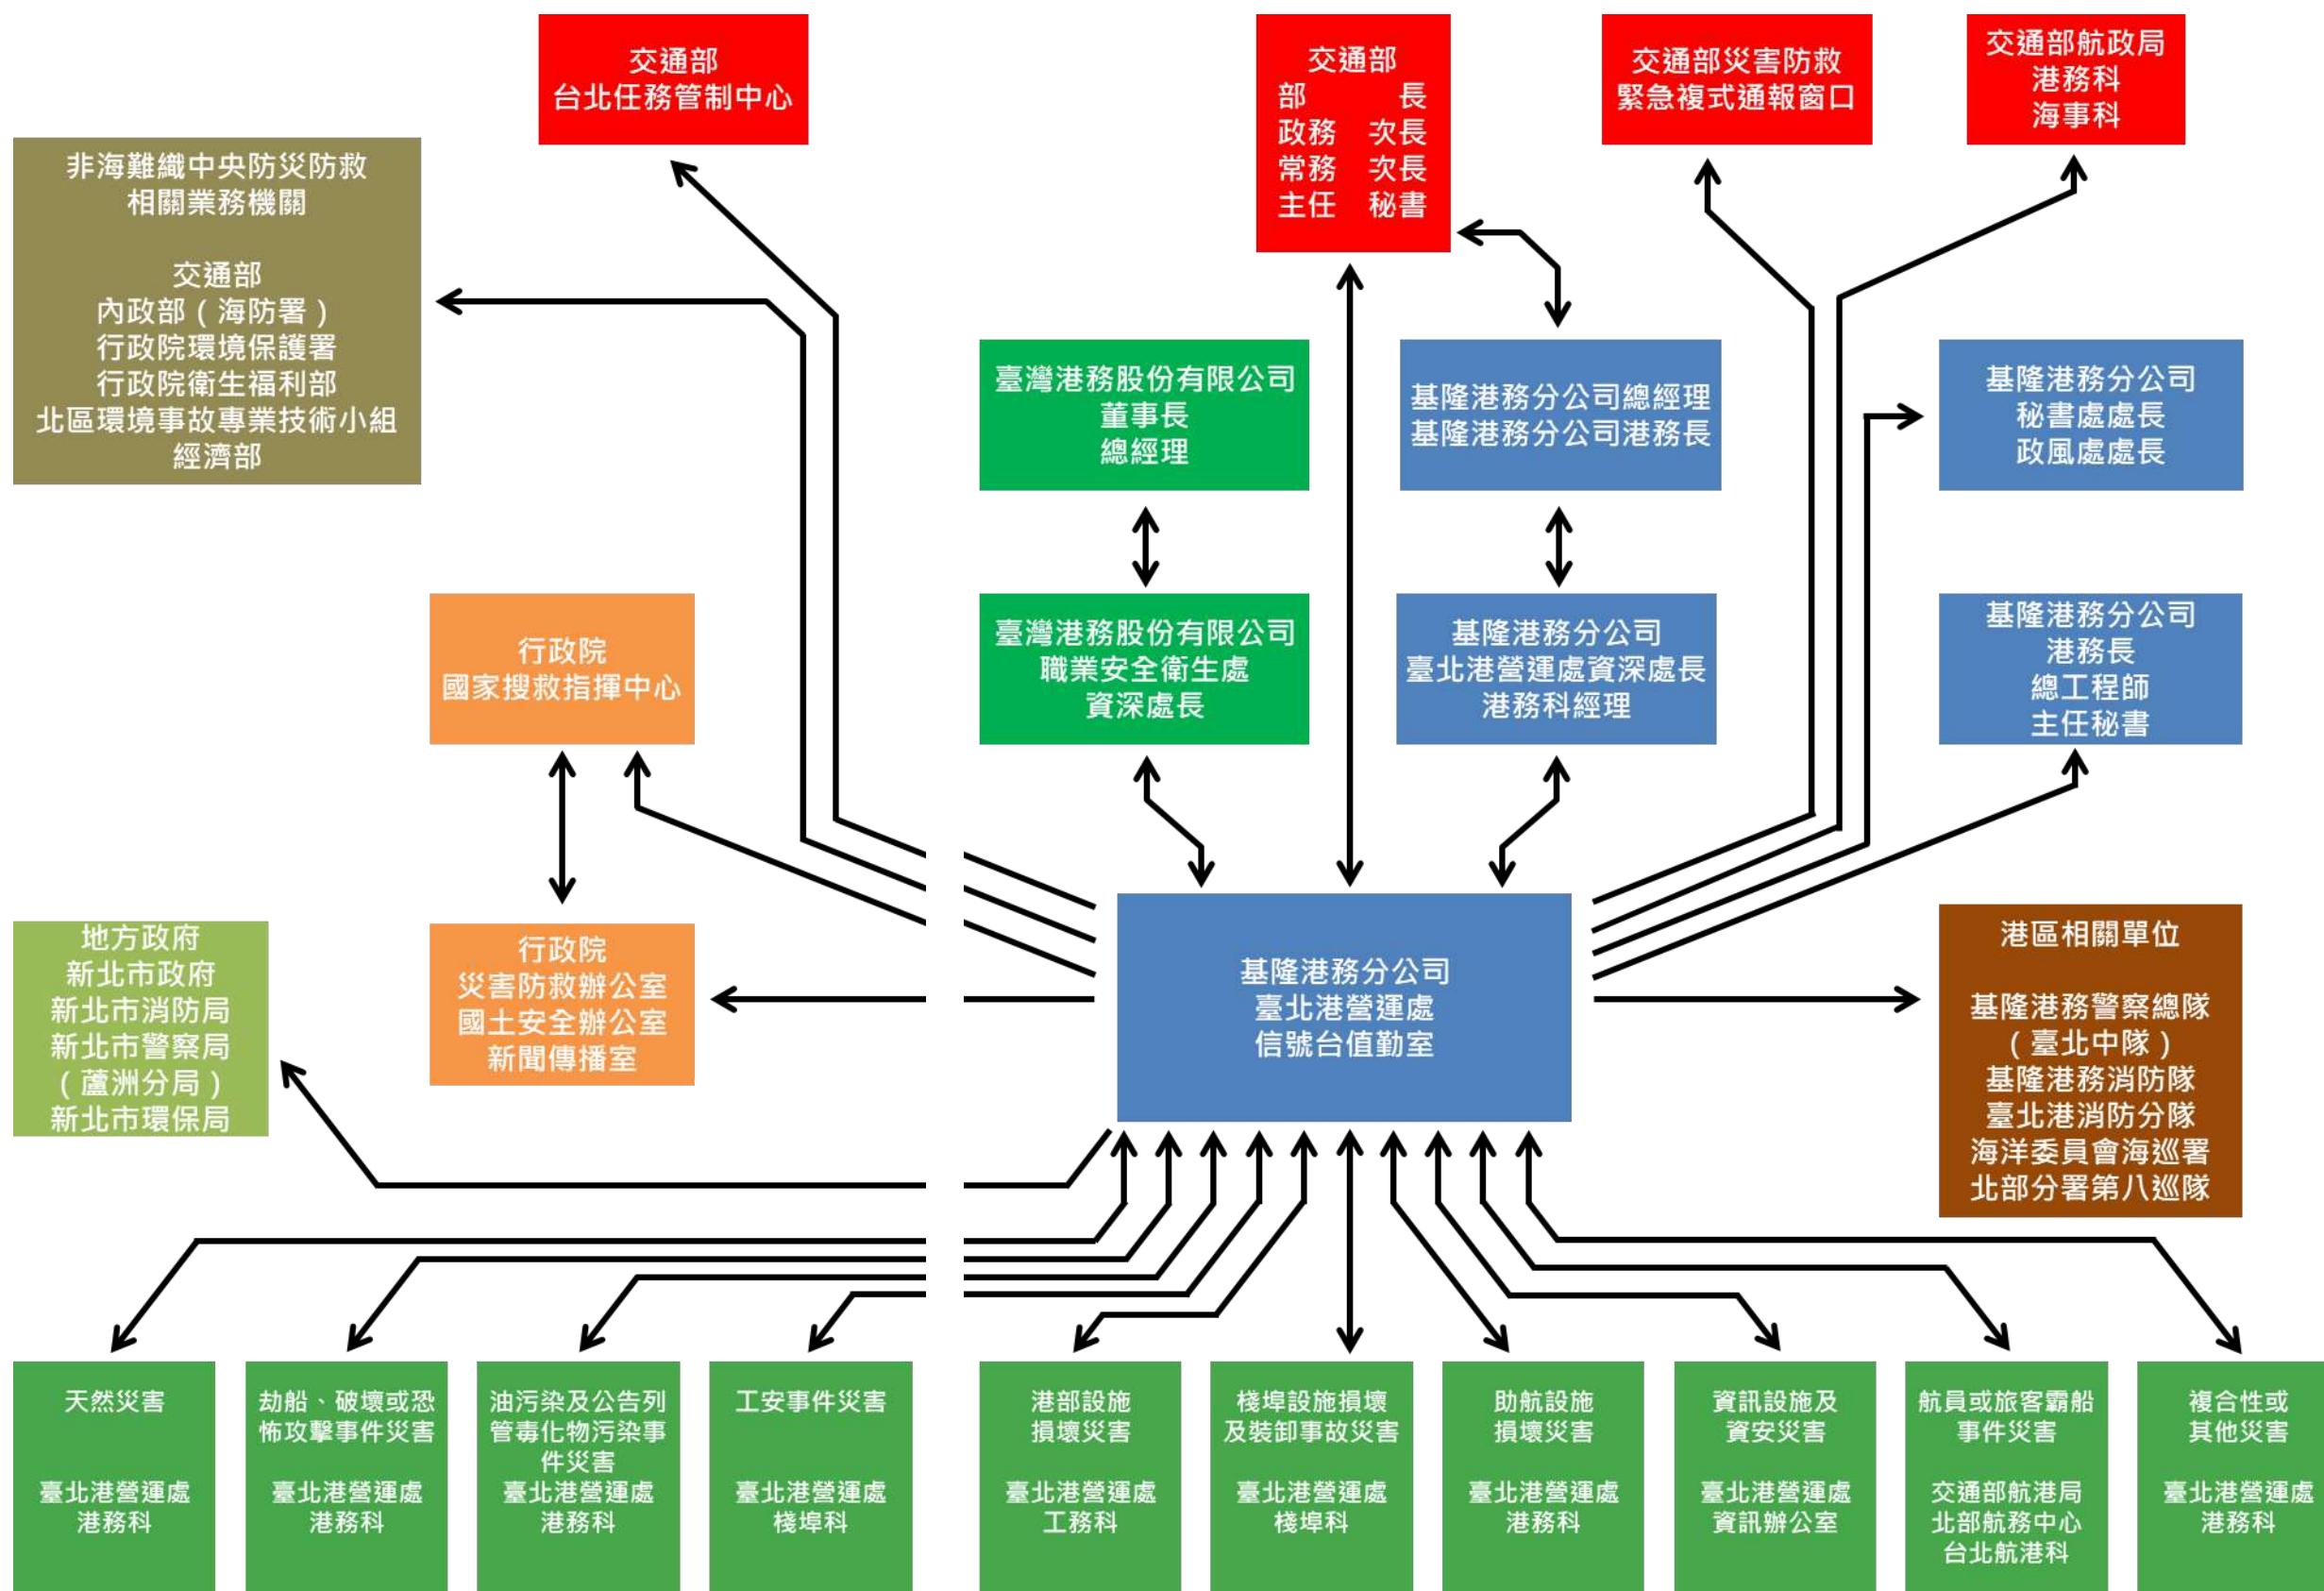 交通部
台北任務管制中心
交通部
部 長
政務 次長
常務 次長
主任 秘書
交通部災害防救
緊急複式通報窗口
交通部航政局
港務科
海事科
非海難織中央防災防救
相關業務機關
交通部
內政部（海防署）
行政院環境保護署
行政院衛生福利部
北區環境事故專業技術小組
經濟部
臺灣港務股份有限公司
董事長
總經理
基隆港務分公司總經理
基隆港務分公司港務長
基隆港務分公司
秘書處處長
政風處處長
行政院
國家搜救指揮中心
臺灣港務股份有限公司
職業安全衛生處
資深處長
基隆港務分公司
臺北港營運處資深處長
港務科經理
基隆港務分公司
港務長
總工程師
主任秘書
地方政府
新北市政府
新北市消防局
新北市警察局
（蘆洲分局）
新北市環保局
行政院
災害防救辦公室
國土安全辦公室
新聞傳播室
基隆港務分公司
臺北港營運處
信號台值勤室
港區相關單位
基隆港務警察總隊
（臺北中隊）
基隆港務消防隊
臺北港消防分隊
海洋委員會海巡署
北部分署第八巡隊
天然災害
臺北港營運處
港務科
劫船、破壞或恐
怖攻擊事件災害
臺北港營運處
港務科
油污染及公告列
管毒化物污染事
件災害
臺北港營運處
港務科
工安事件災害
臺北港營運處
棧埠科
港部設施
損壞災害
臺北港營運處
工務科
棧埠設施損壞
及裝卸事故災害
臺北港營運處
棧埠科
助航設施
損壞災害
臺北港營運處
港務科
資訊設施及
資安災害
臺北港營運處
資訊辦公室
航員或旅客霸船
事件災害
交通部航港局
北部航務中心
台北航港科
複合性或
其他災害
臺北港營運處
港務科